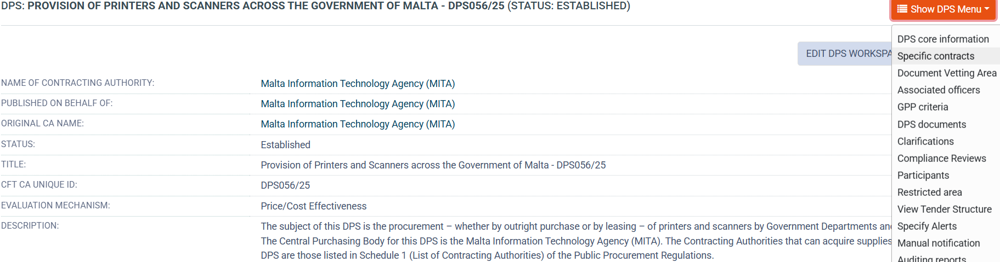 DPS: PROVISION OF PRINTERS AND SCANNERS ACROSS THE GOVERNMENT OF MALTA - DPS056/25 (STATUS: ESTABLISHED)
Show DPS Menu
DPS core information
Specific contracts
Document Vetting Area
Associated officers
GPP criteria
DPS documents
Clarifications
Compliance Reviews
Participants
Restricted area
View Tender Structure
Specify Alerts
Manual notification
Auditing reports
EDIT DPS WORKSPA
NAME OF CONTRACTING AUTHORITY: Malta Information Technology Agency (MITA)
PUBLISHED ON BEHALF OF: Malta Information Technology Agency (MITA)
ORIGINAL CA NAME: Malta Information Technology Agency (MITA)
STATUS: Established
TITLE: Provision of Printers and Scanners across the Government of Malta - DPS056/25
CFT CA UNIQUE ID: DPS056/25
EVALUATION MECHANISM: Price/Cost Effectiveness
DESCRIPTION: The subject of this DPS is the procurement – whether by outright purchase or by leasing – of printers and scanners by Government Departments an
The Central Purchasing Body for this DPS is the Malta Information Technology Agency (MITA). The Contracting Authorities that can acquire supplies
DPS are those listed in Schedule 1 (List of Contracting Authorities) of the Public Procurement Regulations.